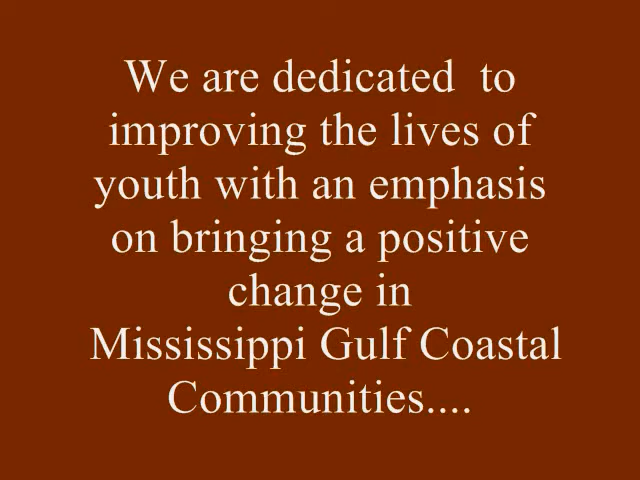 We are dedicated  to
improving the lives of
youth with an emphasis
on bringing a positive
change in
Mississippi Gulf Coastal
Communities....